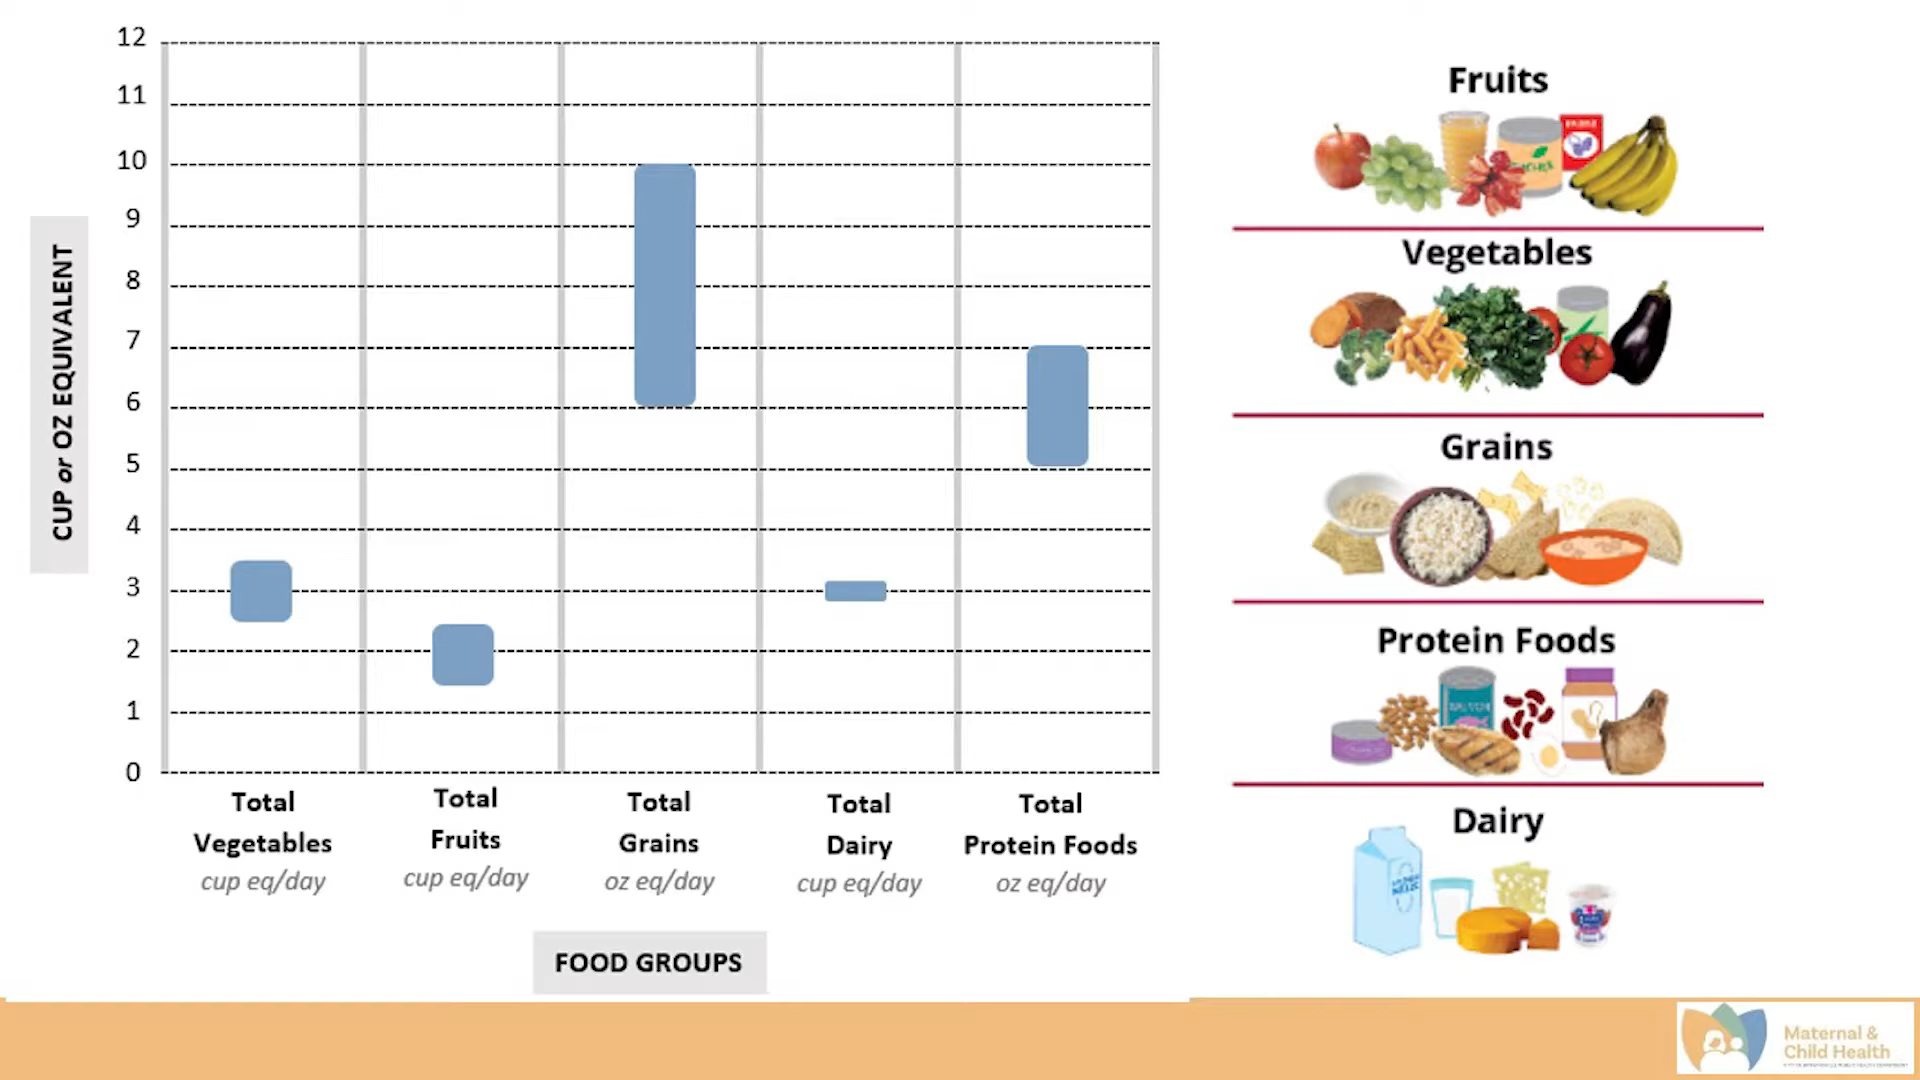 12
11
10
9
8
7
6
5
4
3
2
1
0
CUP or OZ EQUIVALENT
Total
Vegetables
cup eq/day
Total
Fruits
cup eq/day
Total
Grains
oz eq/day
Total
Dairy
cup eq/day
Total
Protein Foods
oz eq/day
FOOD GROUPS
Fruits
Vegetables
Grains
Protein Foods
Dairy
Maternal &
Child Health